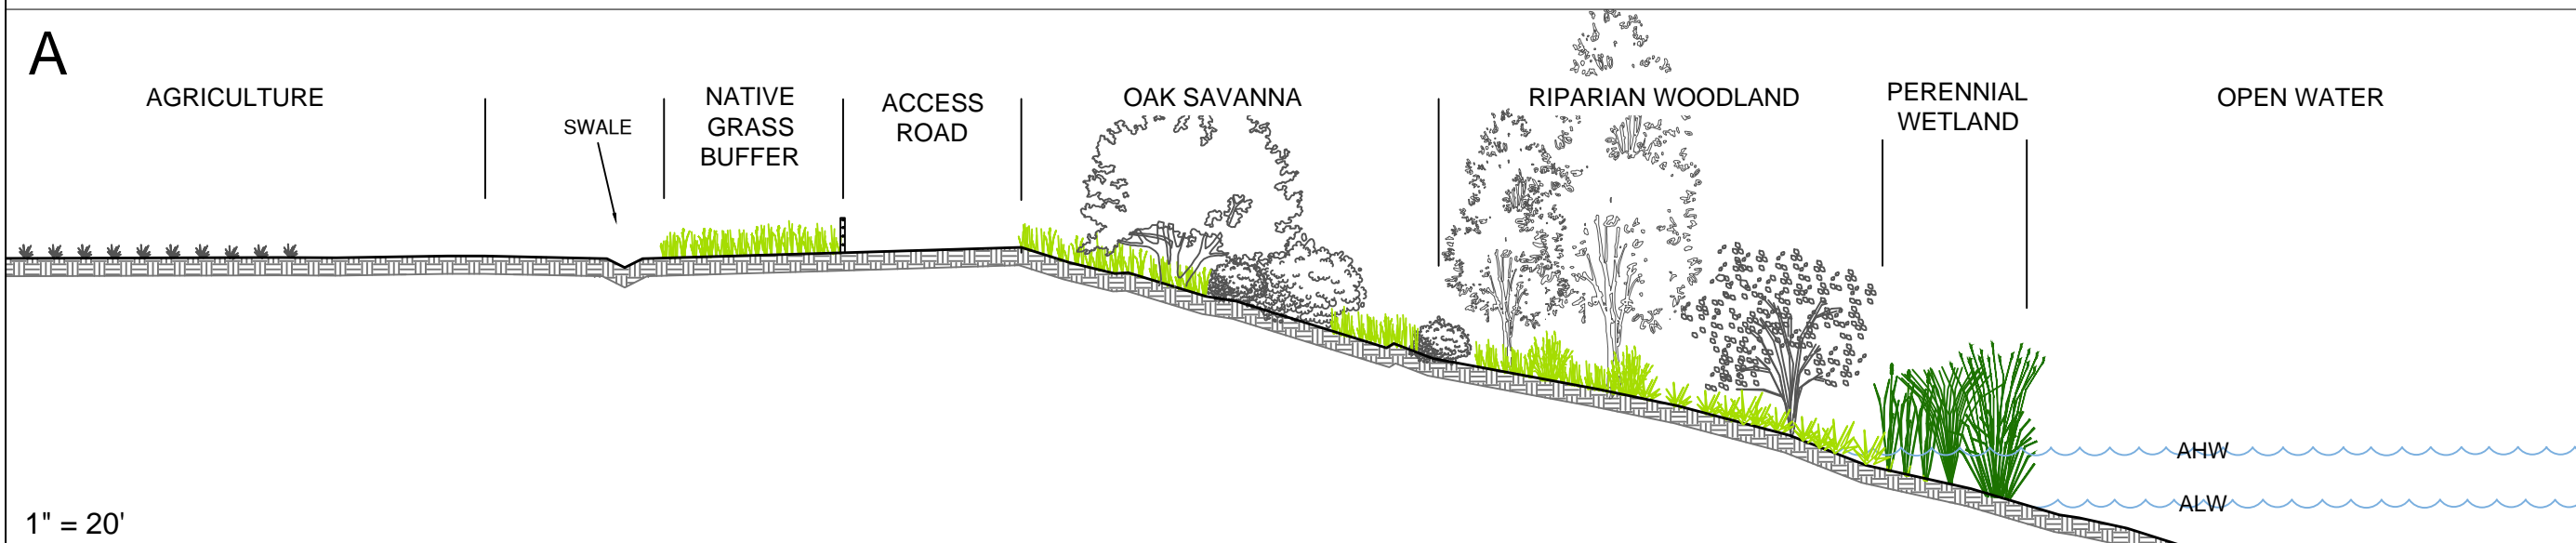 A
AGRICULTURE
SWALE
NATIVE
GRASS
BUFFER
ACCESS
ROAD
OAK SAVANNA
RIPARIAN WOODLAND
PERENNIAL
WETLAND
OPEN WATER
AHW
ALW
1" = 20'